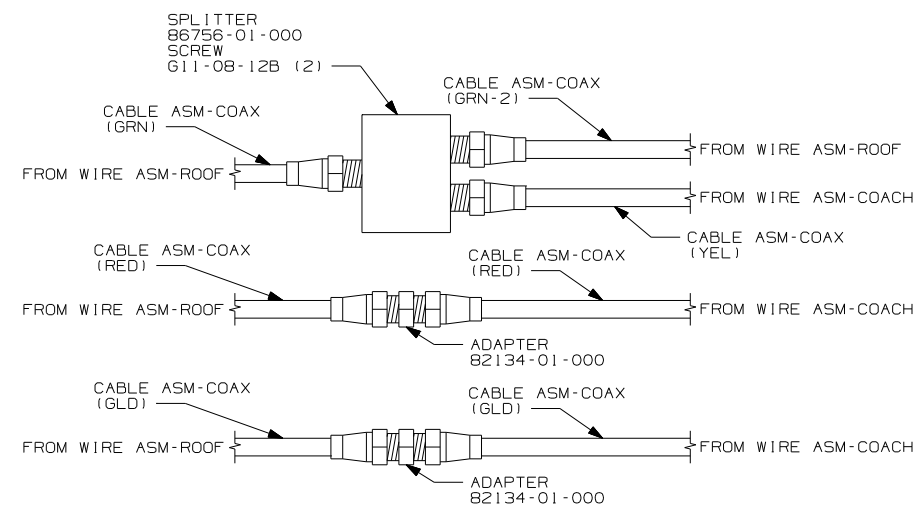 SPLITTER
86756-01-000
SCREW
G11-08-12B (2)
CABLE ASM-COAX
(GRN-2)
CABLE ASM-COAX
(GRN)
FROM WIRE ASM-ROOF
FROM WIRE ASM-ROOF
FROM WIRE ASM-COACH
CABLE ASM-COAX
(YEL)
CABLE ASM-COAX
(RED)
CABLE ASM-COAX
(RED)
FROM WIRE ASM-ROOF
FROM WIRE ASM-COACH
ADAPTER
82134-01-000
CABLE ASM-COAX
(GLD)
CABLE ASM-COAX
(GLD)
FROM WIRE ASM-ROOF
FROM WIRE ASM-COACH
ADAPTER
82134-01-000